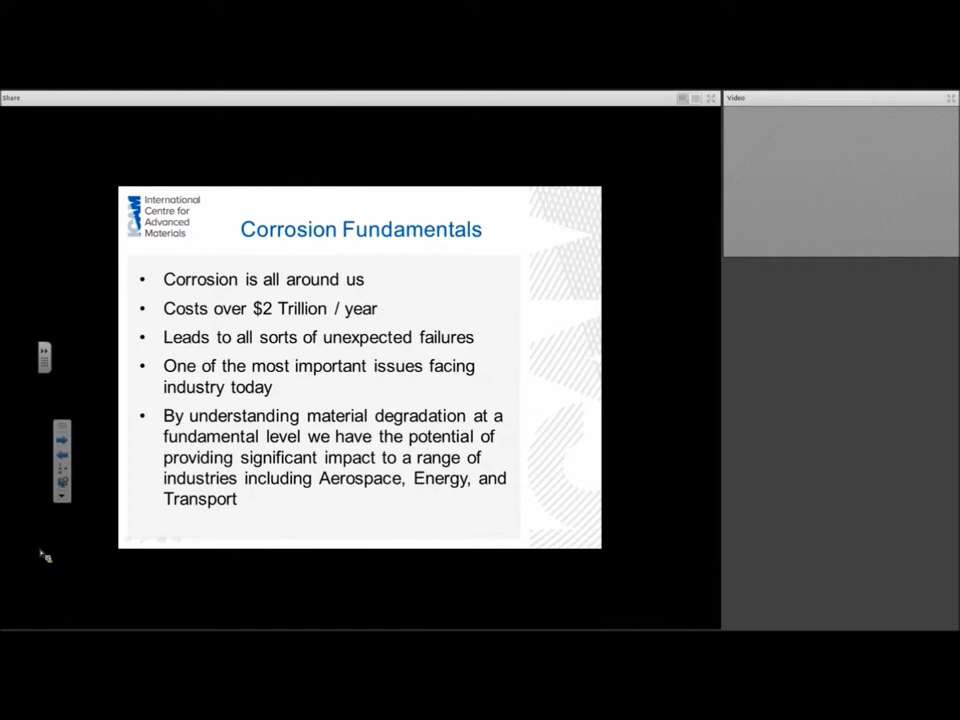 Share
Video
ICAM
International
Centre for
Advanced
Materials
Corrosion Fundamentals
• Corrosion is all around us
• Costs over $2 Trillion / year
• Leads to all sorts of unexpected failures
• One of the most important issues facing
industry today
• By understanding material degradation at a
fundamental level we have the potential of
providing significant impact to a range of
industries including Aerospace, Energy, and
Transport